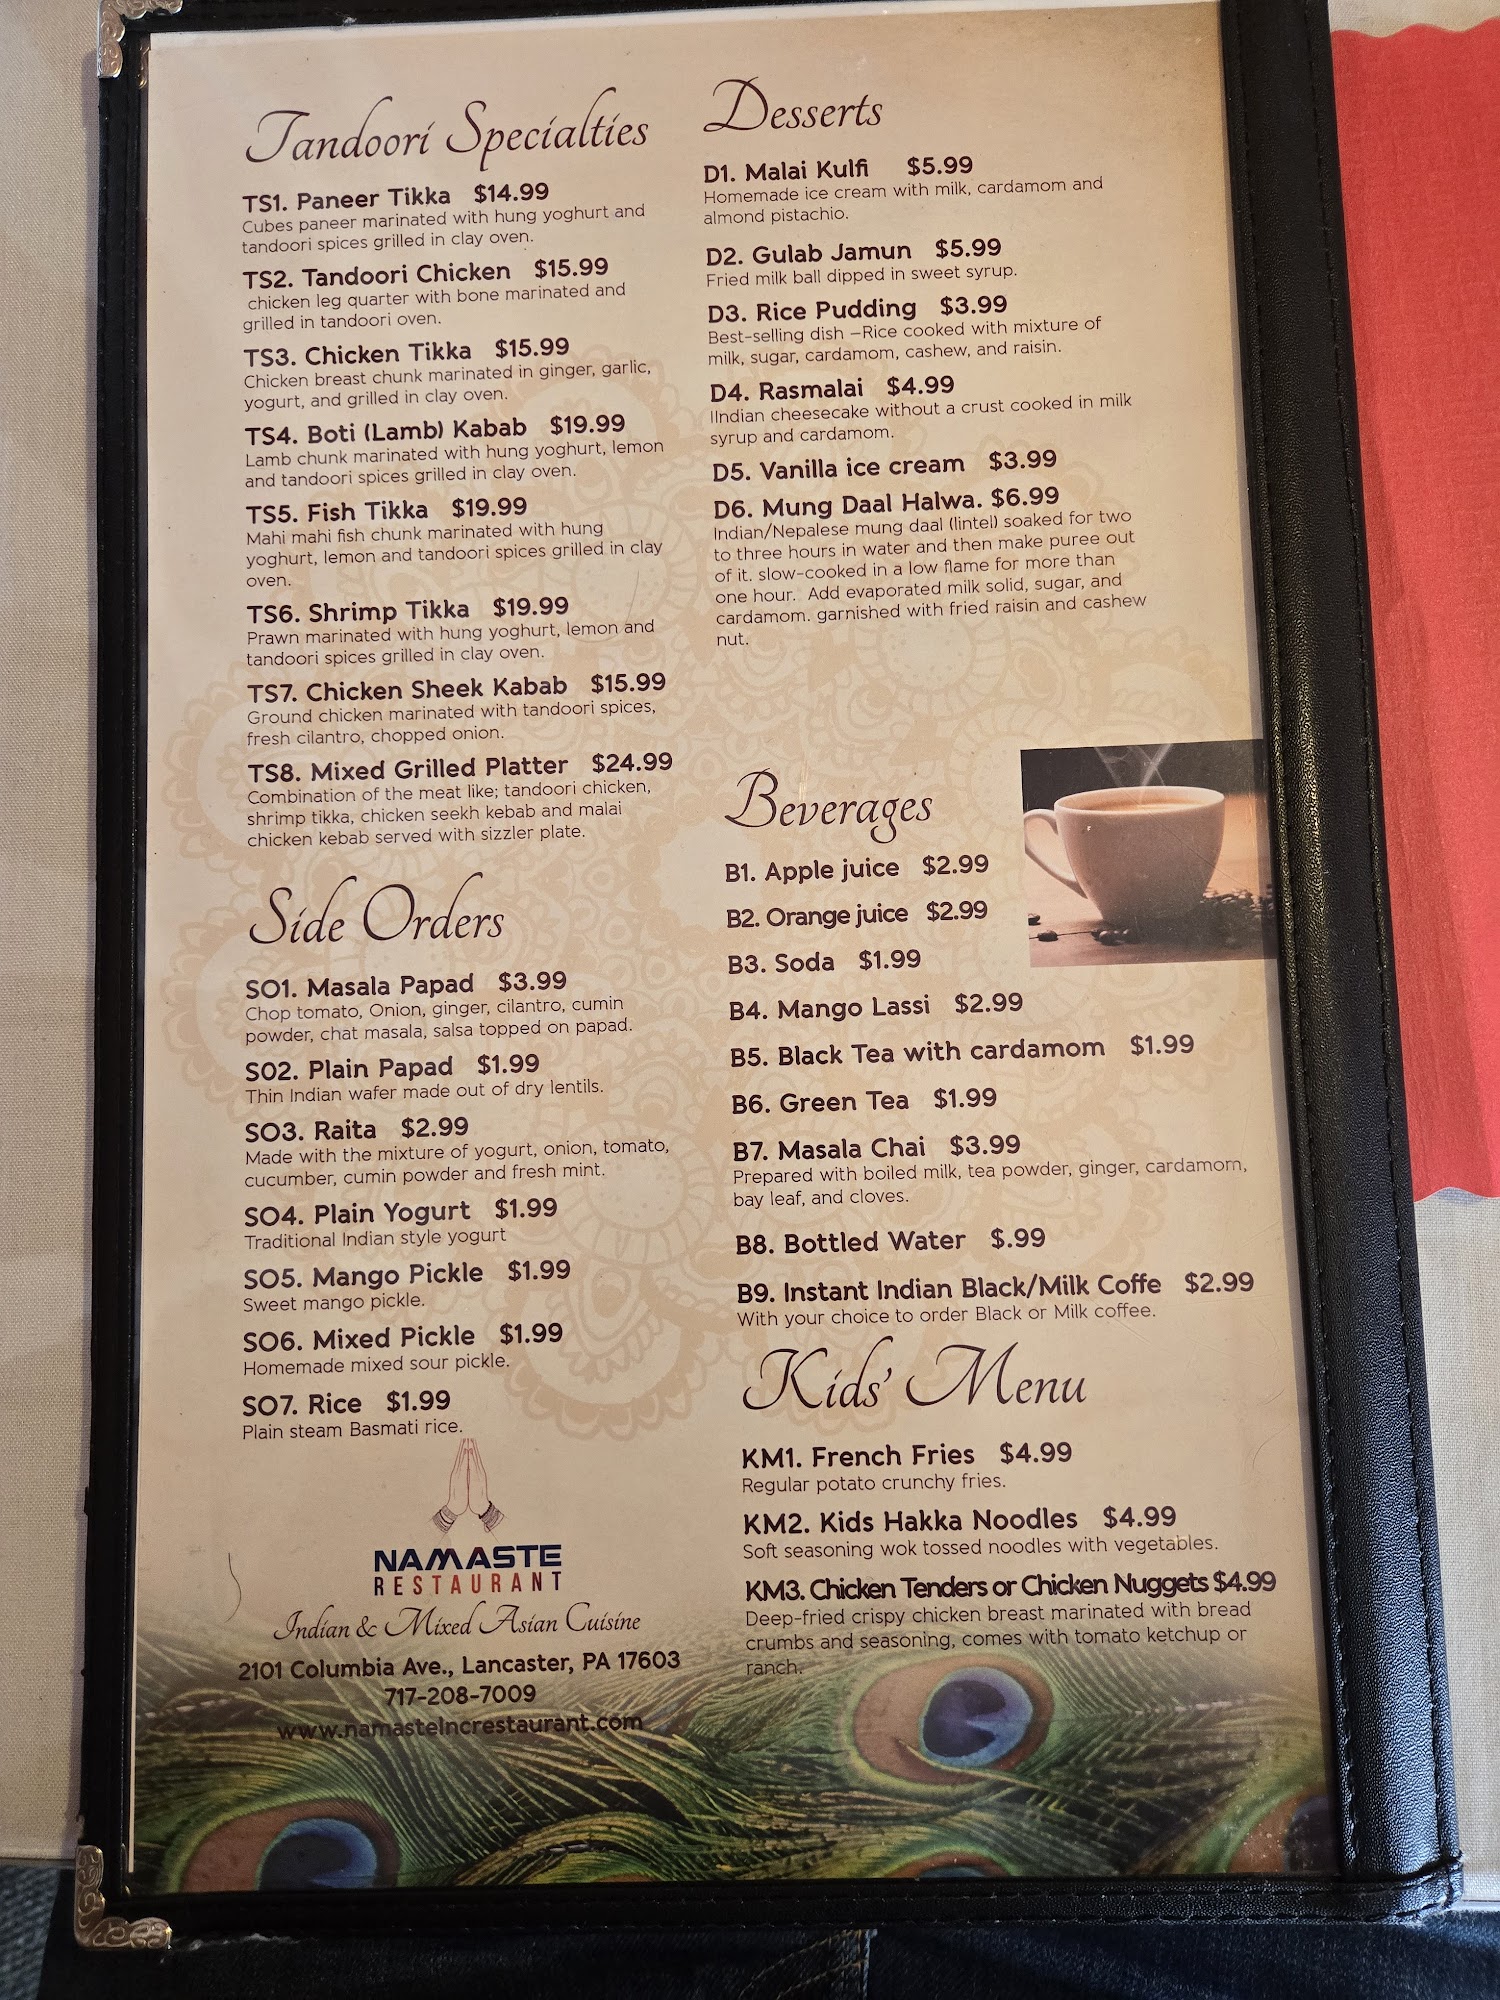 Tandoori Specialties
TS1. Paneer Tikka $14.99
Cubes paneer marinated with hung yoghurt and
tandoori spices grilled in clay oven.
TS2. Tandoori Chicken $15.99
chicken leg quarter with bone marinated and
grilled in tandoori oven.
TS3. Chicken Tikka $15.99
Chicken breast chunk marinated in ginger, garlic,
yogurt, and grilled in clay oven.
TS4. Boti (Lamb) Kabab $19.99
Lamb chunk marinated with hung yoghurt, lemon
and tandoori spices grilled in clay oven.
TS5. Fish Tikka $19.99
Mahi mahi fish chunk marinated with hung
yoghurt, lemon and tandoori spices grilled in clay
oven.
TS6. Shrimp Tikka $19.99
Prawn marinated with hung yoghurt, lemon and
tandoori spices grilled in clay oven.
TS7. Chicken Sheek Kabab $15.99
Ground chicken marinated with tandoori spices,
fresh cilantro, chopped onion.
TS8. Mixed Grilled Platter $24.99
Combination of the meat like; tandoori chicken,
shrimp tikka, chicken seekh kebab and malai
chicken kebab served with sizzler plate.
Side Orders
SO1. Masala Papad $3.99
Chop tomato, Onion, ginger, cilantro, cumin
powder, chat masala, salsa topped on papad.
SO2. Plain Papad $1.99
Thin Indian wafer made out of dry lentils.
SO3. Raita $2.99
Made with the mixture of yogurt, onion, tomato,
cucumber, cumin powder and fresh mint.
SO4. Plain Yogurt $1.99
Traditional Indian style yogurt
SO5. Mango Pickle $1.99
Sweet mango pickle.
SO6. Mixed Pickle $1.99
Homemade mixed sour pickle.
SO7. Rice $1.99
Plain steam Basmati rice.
NAMASTE
RESTAURANT
Indian & Mixed Asian Cuisine
2101 Columbia Ave., Lancaster, PA 17603
717-208-7009
www.namastelncrestaurant.com
Desserts
D1. Malai Kulfi $5.99
Homemade ice cream with milk, cardamom and
almond pistachio.
D2. Gulab Jamun $5.99
Fried milk ball dipped in sweet syrup.
D3. Rice Pudding $3.99
Best-selling dish –Rice cooked with mixture of
milk, sugar, cardamom, cashew, and raisin.
D4. Rasmalai $4.99
IIndian cheesecake without a crust cooked in milk
syrup and cardamom.
D5. Vanilla ice cream $3.99
D6. Mung Daal Halwa. $6.99
Indian/Nepalese mung daal (lintel) soaked for two
to three hours in water and then make puree out
of it. slow-cooked in a low flame for more than
one hour. Add evaporated milk solid, sugar, and
cardamom. garnished with fried raisin and cashew
nut.
Beverages
B1. Apple juice $2.99
B2. Orange juice $2.99
B3. Soda $1.99
B4. Mango Lassi $2.99
B5. Black Tea with cardamom $1.99
B6. Green Tea $1.99
B7. Masala Chai $3.99
Prepared with boiled milk, tea powder, ginger, cardamom,
bay leaf, and cloves.
B8. Bottled Water $.99
B9. Instant Indian Black/Milk Coffe $2.99
With your choice to order Black or Milk coffee.
Kids' Menu
KM1. French Fries $4.99
Regular potato crunchy fries.
KM2. Kids Hakka Noodles $4.99
Soft seasoning wok tossed noodles with vegetables.
KM3. Chicken Tenders or Chicken Nuggets $4.99
Deep-fried crispy chicken breast marinated with bread
crumbs and seasoning, comes with tomato ketchup or
ranch.